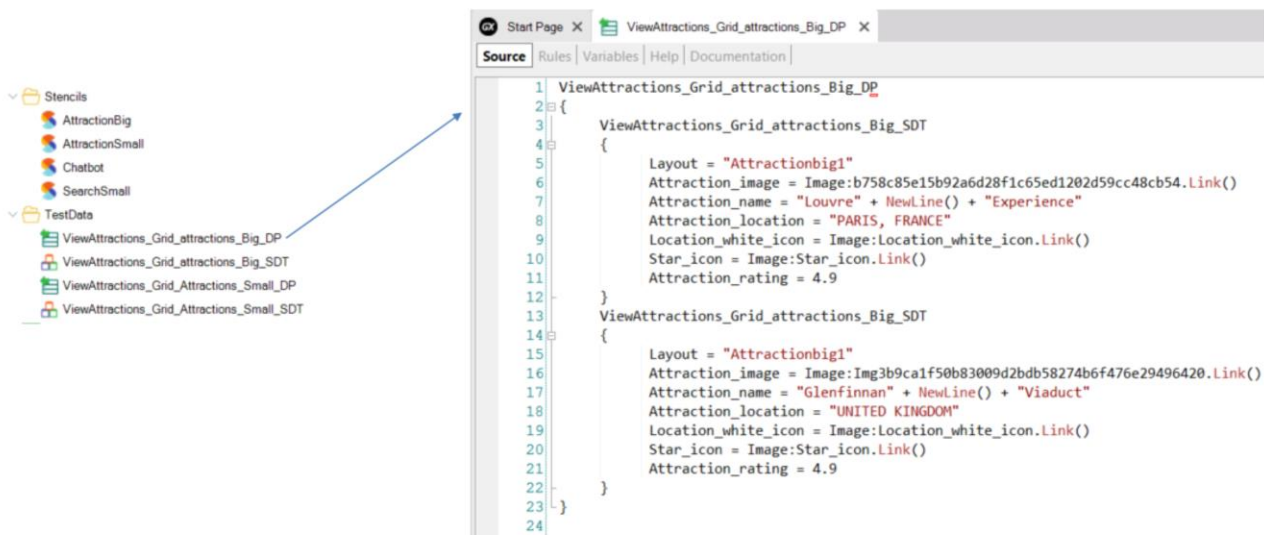 Stencils
AttractionBig
AttractionSmall
Chatbot
SearchSmall
TestData
ViewAttractions_Grid_attractions_Big_DP
ViewAttractions_Grid_attractions_Big_SDT
ViewAttractions_Grid_Attractions_Small_DP
ViewAttractions_Grid_Attractions_Small_SDT
GX Start Page X ViewAttractions_Grid_attractions_Big_DP X
Source Rules Variables Help Documentation
1 ViewAttractions_Grid_attractions_Big_DP
2 {
3 ViewAttractions_Grid_attractions_Big_SDT
4 {
5 Layout = "Attractionbig1"
6 Attraction_image = Image:b758c85e15b92a6d28f1c65ed1202d59cc48cb54.Link()
7 Attraction_name = "Louvre" + NewLine() + "Experience"
8 Attraction_location = "PARIS, FRANCE"
9 Location_white_icon = Image:Location_white_icon.Link()
10 Star_icon = Image:Star_icon.Link()
11 Attraction_rating = 4.9
12 }
13 ViewAttractions_Grid_attractions_Big_SDT
14 {
15 Layout = "Attractionbig1"
16 Attraction_image = Image:Img3b9ca1f50b83009d2bdb58274b6f476e29496420.Link()
17 Attraction_name = "Glenfinnan" + NewLine() + "Viaduct"
18 Attraction_location = "UNITED KINGDOM"
19 Location_white_icon = Image:Location_white_icon.Link()
20 Star_icon = Image:Star_icon.Link()
21 Attraction_rating = 4.9
22 }
23 }
24